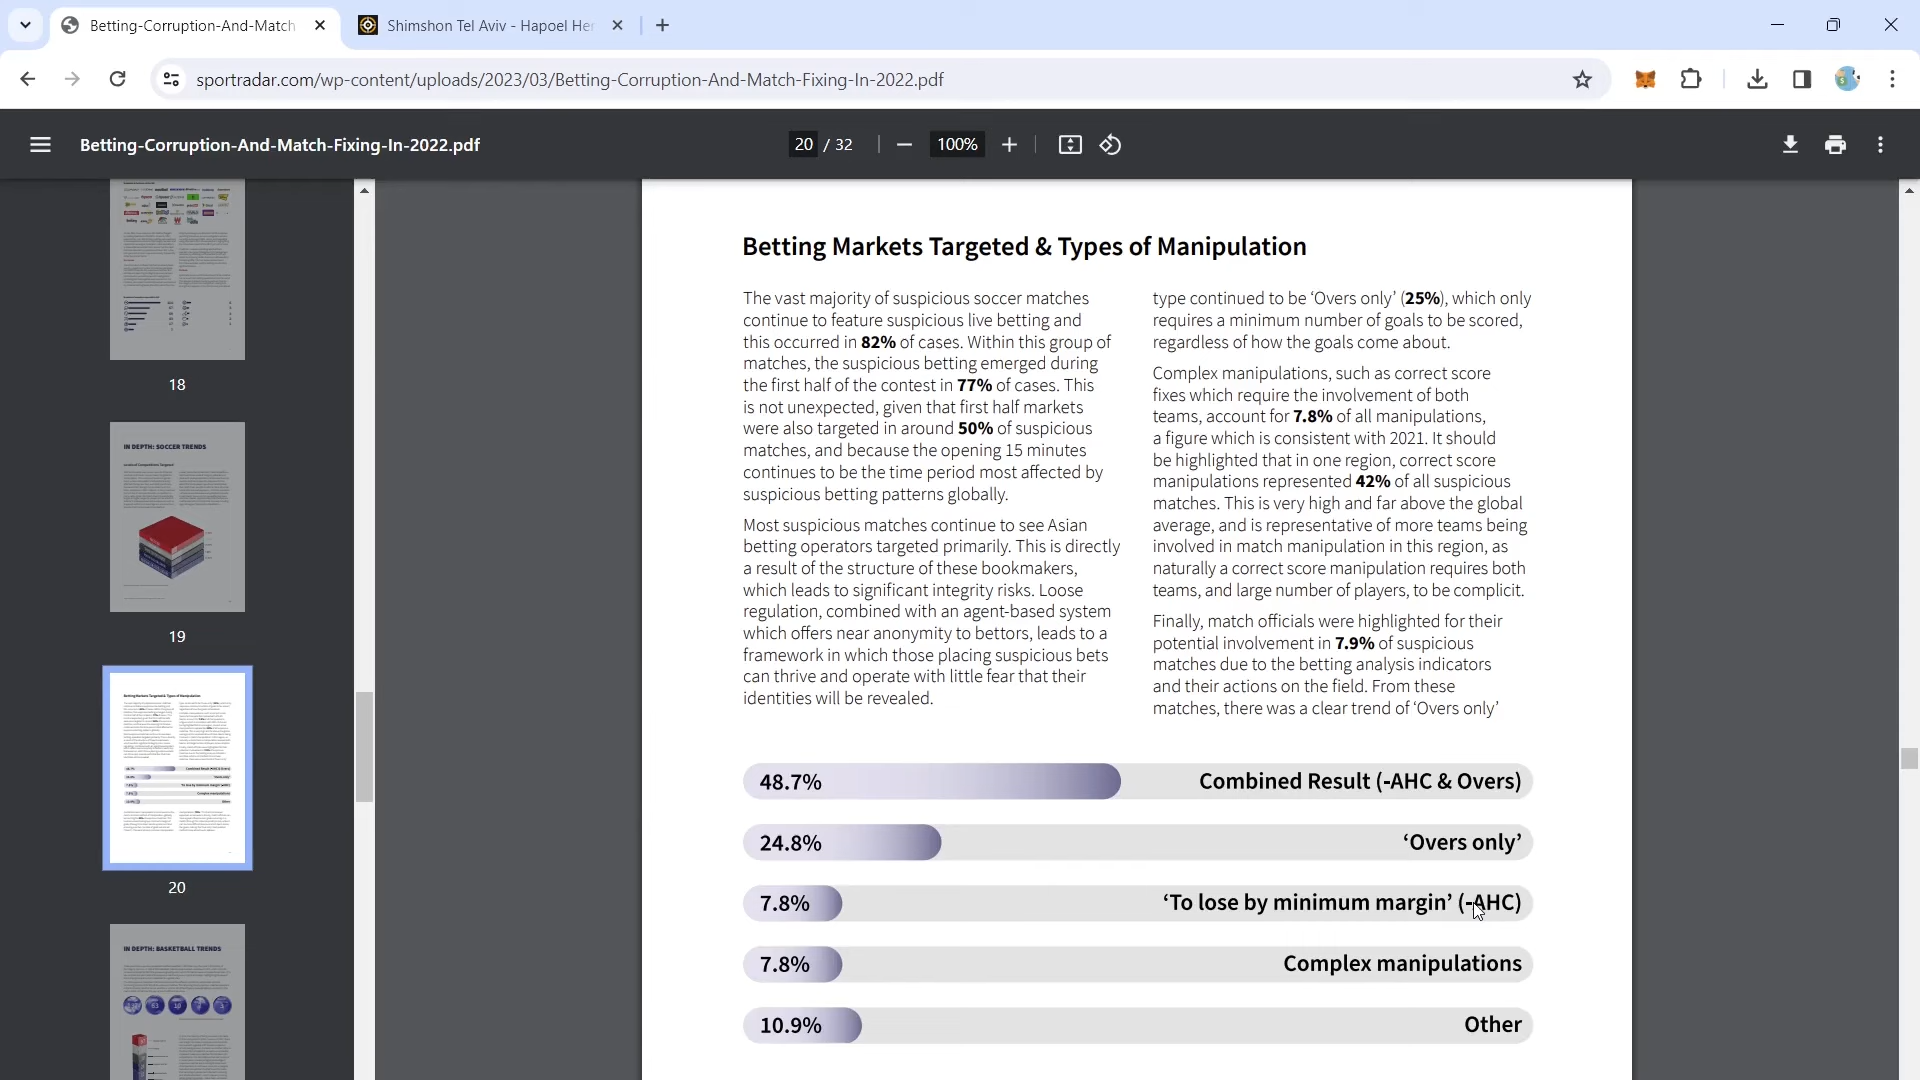 Betting-Corruption-And-Match
Shimshon Tel Aviv - Hapoel Her
sportradar.com/wp-content/uploads/2023/03/Betting-Corruption-And-Match-Fixing-In-2022.pdf
Betting-Corruption-And-Match-Fixing-In-2022.pdf
20 / 32
100%
18
IN DEPTH: SOCCER TRENDS
19
Betting Markets Targeted & Types of Manipulation
20
IN DEPTH: BASKETBALL TRENDS
Betting Markets Targeted & Types of Manipulation
The vast majority of suspicious soccer matches
continue to feature suspicious live betting and
this occurred in 82% of cases. Within this group of
matches, the suspicious betting emerged during
the first half of the contest in 77% of cases. This
is not unexpected, given that first half markets
were also targeted in around 50% of suspicious
matches, and because the opening 15 minutes
continues to be the time period most affected by
suspicious betting patterns globally.
Most suspicious matches continue to see Asian
betting operators targeted primarily. This is directly
a result of the structure of these bookmakers,
which leads to significant integrity risks. Loose
regulation, combined with an agent-based system
which offers near anonymity to bettors, leads to a
framework in which those placing suspicious bets
can thrive and operate with little fear that their
identities will be revealed.
type continued to be ‘Overs only’ (25%), which only
requires a minimum number of goals to be scored,
regardless of how the goals come about.
Complex manipulations, such as correct score
fixes which require the involvement of both
teams, account for 7.8% of all manipulations,
a figure which is consistent with 2021. It should
be highlighted that in one region, correct score
manipulations represented 42% of all suspicious
matches. This is very high and far above the global
average, and is representative of more teams being
involved in match manipulation in this region, as
naturally a correct score manipulation requires both
teams, and large number of players, to be complicit.
Finally, match officials were highlighted for their
potential involvement in 7.9% of suspicious
matches due to the betting analysis indicators
and their actions on the field. From these
matches, there was a clear trend of ‘Overs only’
48.7% Combined Result (-AHC & Overs)
24.8% ‘Overs only’
7.8% ‘To lose by minimum margin’ (-AHC)
7.8% Complex manipulations
10.9% Other